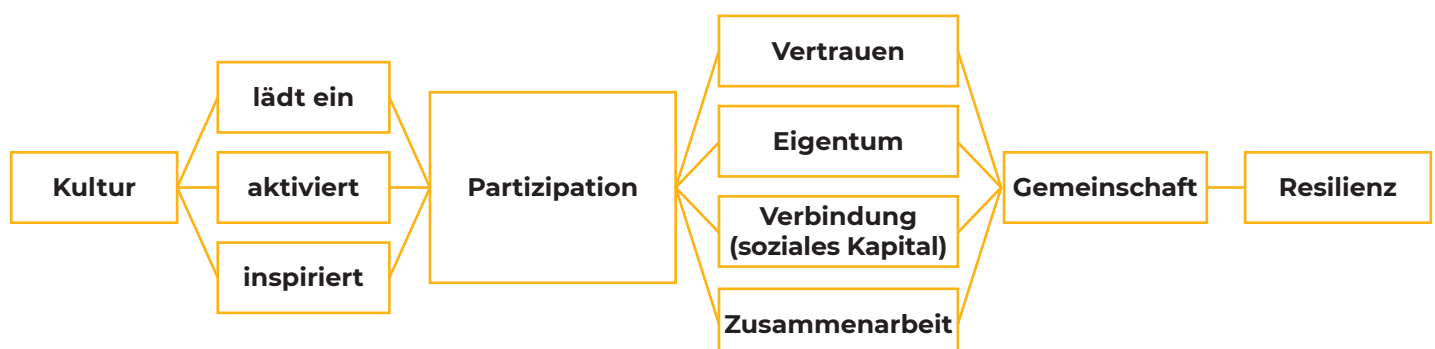 Kultur
lädt ein
aktiviert
inspiriert
Partizipation
Vertrauen
Eigentum
Verbindung
(soziales Kapital)
Zusammenarbeit
Gemeinschaft
Resilienz